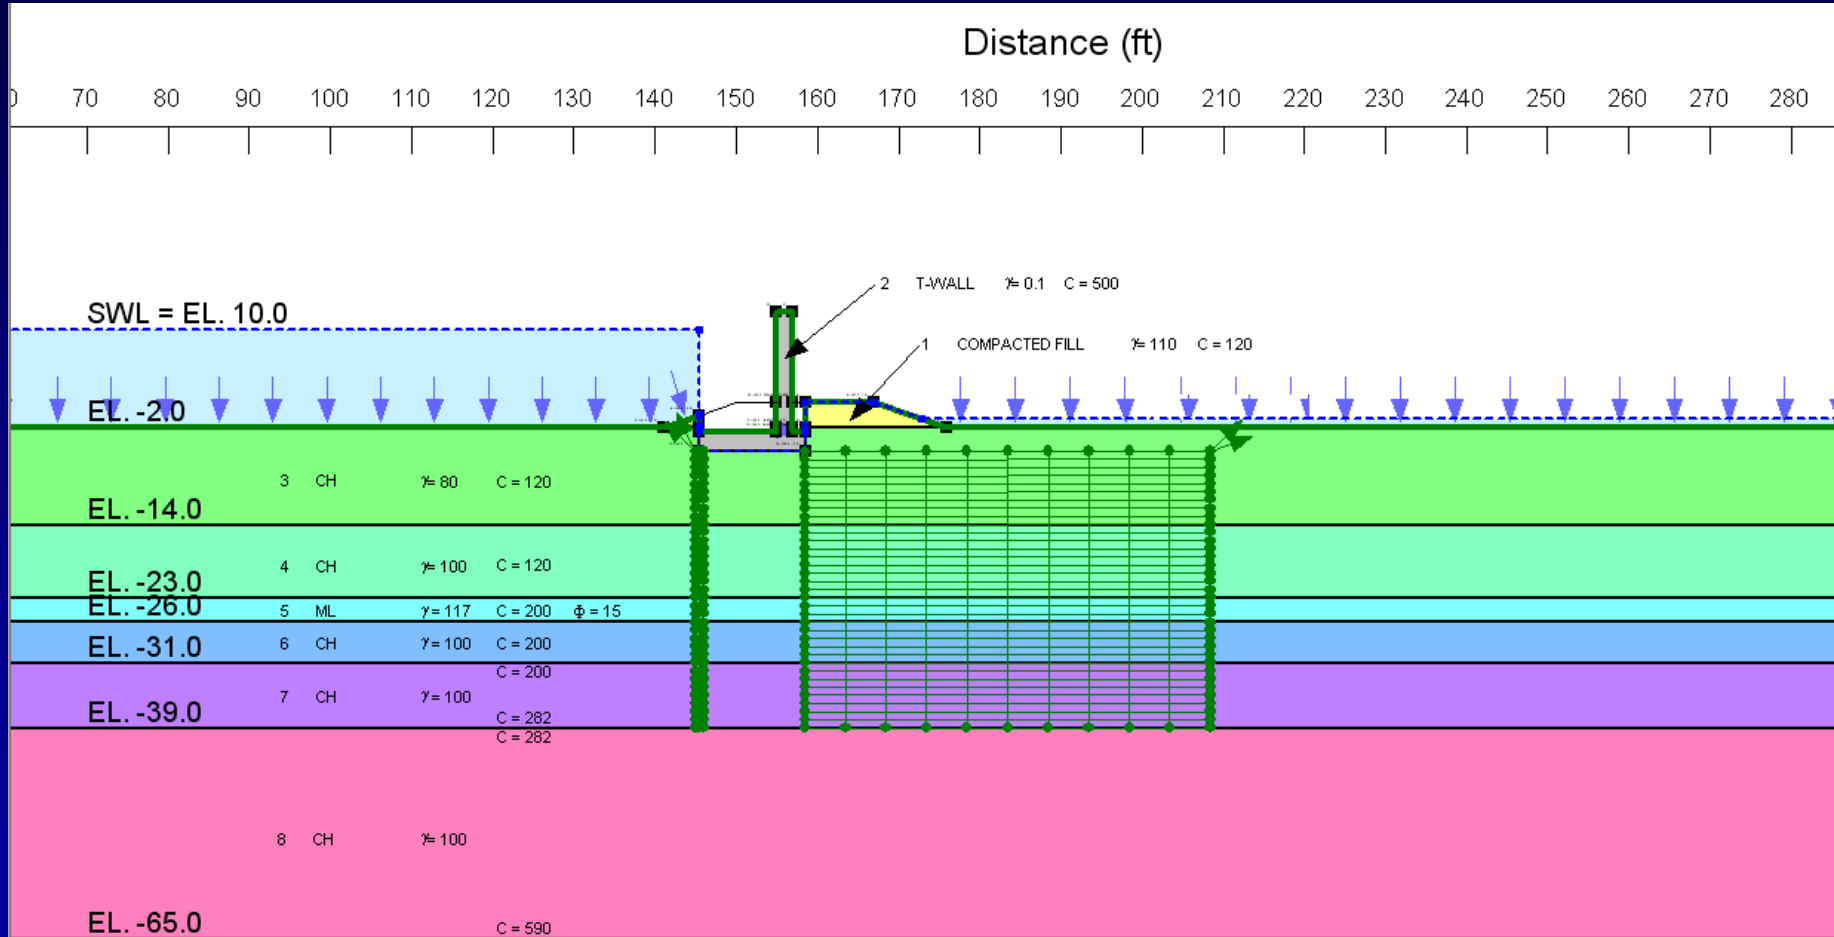 Distance (ft)
70 80 90 100 110 120 130 140 150 160 170 180 190 200 210 220 230 240 250 260 270 280
2 T-WALL γ= 0.1 C = 500
SWL = EL. 10.0
1 COMPACTED FILL γ= 110 C = 120
EL. -2.0
3 CH γ= 80 C = 120
EL. -14.0
4 CH γ= 100 C = 120
EL. -23.0
EL. -26.0
5 ML γ= 117 C = 200 Φ = 15
EL. -31.0
6 CH γ= 100 C = 200
C = 200
7 CH γ= 100
EL. -39.0
C = 282
C = 282
8 CH γ= 100
EL. -65.0
C = 590